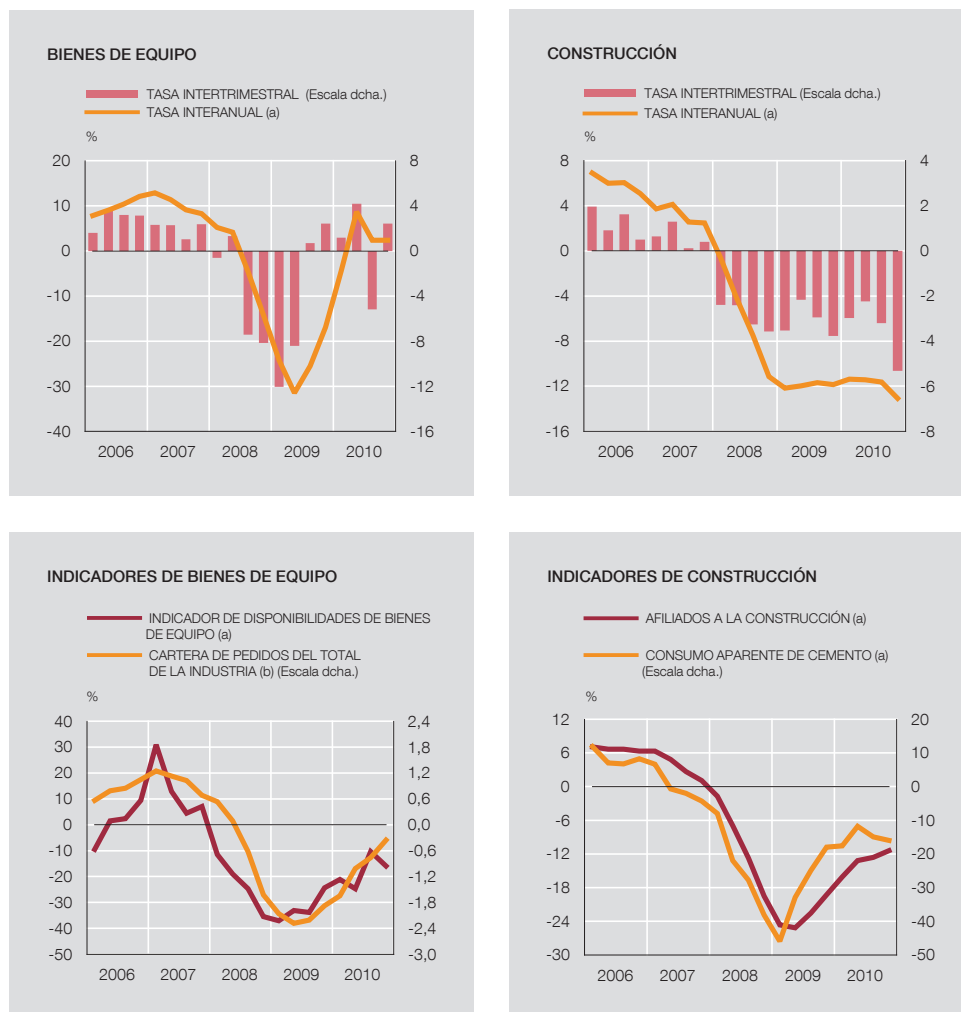 BIENES DE EQUIPO
TASA INTERTRIMESTRAL (Escala dcha.)
TASA INTERANUAL (a)
%
20 8
10 4
0 0
-10 -4
-20 -8
-30 -12
-40 -16
2006 2007 2008 2009 2010
CONSTRUCCIÓN
TASA INTERTRIMESTRAL (Escala dcha.)
TASA INTERANUAL (a)
%
8 4
4 2
0 0
-4 -2
-8 -4
-12 -6
-16 -8
2006 2007 2008 2009 2010
INDICADORES DE BIENES DE EQUIPO
INDICADOR DE DISPONIBILIDADES DE BIENES
DE EQUIPO (a)
CARTERA DE PEDIDOS DEL TOTAL
DE LA INDUSTRIA (b) (Escala dcha.)
%
40 2,4
30 1,8
20 1,2
10 0,6
0 0,0
-10 -0,6
-20 -1,2
-30 -1,8
-40 -2,4
-50 -3,0
2006 2007 2008 2009 2010
INDICADORES DE CONSTRUCCIÓN
AFILIADOS A LA CONSTRUCCIÓN (a)
CONSUMO APARENTE DE CEMENTO (a)
(Escala dcha.)
%
12 20
6 10
0 0
-6 -10
-12 -20
-18 -30
-24 -40
-30 -50
2006 2007 2008 2009 2010